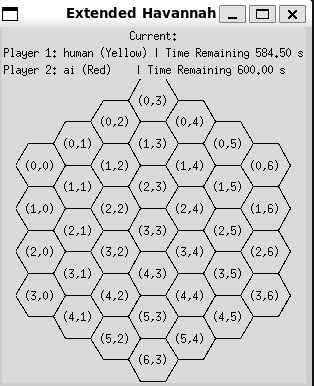 Extended Havannah
Current:
Player 1: human (Yellow) | Time Remaining 584.50 s
Player 2: ai (Red) | Time Remaining 600.00 s
(0,3)
(0,2) (0,4)
(0,1) (1,3) (0,5)
(0,0) (1,2) (1,4) (0,6)
(1,1) (2,3) (1,5)
(1,0) (2,2) (2,4) (1,6)
(2,1) (3,3) (2,5)
(2,0) (3,2) (3,4) (2,6)
(3,1) (4,3) (3,5)
(3,0) (4,2) (4,4) (3,6)
(4,1) (5,3) (4,5)
(5,2) (5,4)
(6,3)